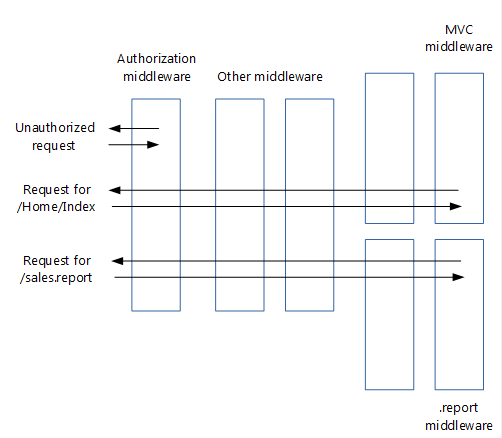 MVC
middleware
Authorization
middleware
Other middleware
Unauthorized
request
Request for
/Home/Index
Request for
/sales.report
.report
middleware